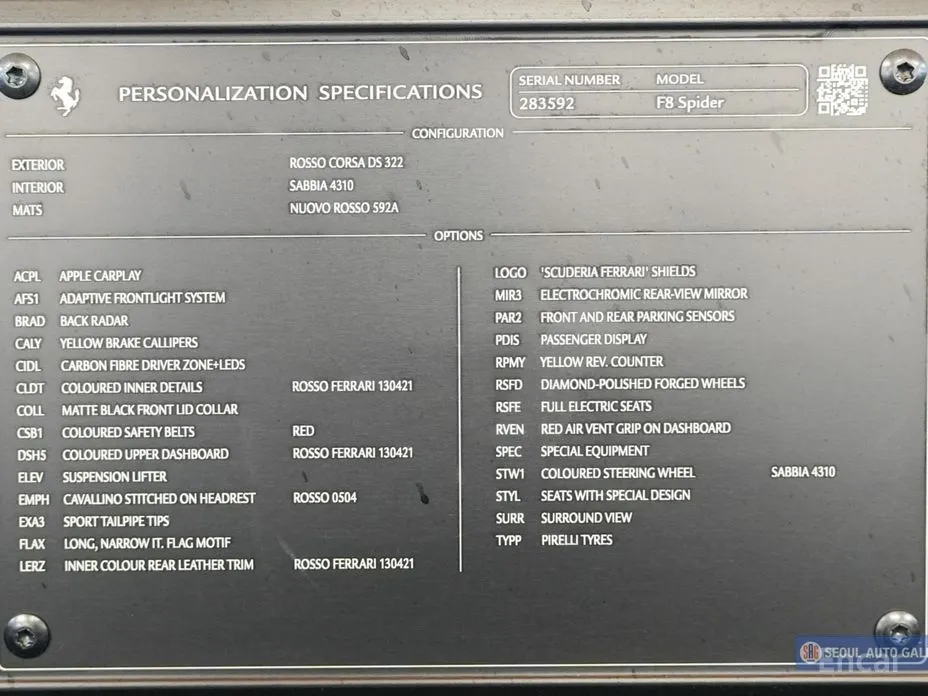 PERSONALIZATION SPECIFICATIONS
SERIAL NUMBER MODEL
283592 F8 Spider
CONFIGURATION
EXTERIOR ROSSO CORSA DS 322
INTERIOR SABBIA 4310
MATS NUOVO ROSSO 592A
OPTIONS
ACPL APPLE CARPLAY
AFS1 ADAPTIVE FRONTLIGHT SYSTEM
BRAD BACK RADAR
CALY YELLOW BRAKE CALLIPERS
CIDL CARBON FIBRE DRIVER ZONE+LEDS
CLDT COLOURED INNER DETAILS ROSSO FERRARI 130421
COLL MATTE BLACK FRONT LID COLLAR
CSB1 COLOURED SAFETY BELTS RED
DSH5 COLOURED UPPER DASHBOARD ROSSO FERRARI 130421
ELEV SUSPENSION LIFTER
EMPH CAVALLINO STITCHED ON HEADREST ROSSO 0504
EXA3 SPORT TAILPIPE TIPS
FLAX LONG, NARROW IT. FLAG MOTIF
LERZ INNER COLOUR REAR LEATHER TRIM ROSSO FERRARI 130421
LOGO 'SCUDERIA FERRARI' SHIELDS
MIR3 ELECTROCHROMIC REAR-VIEW MIRROR
PAR2 FRONT AND REAR PARKING SENSORS
PDIS PASSENGER DISPLAY
RPMY YELLOW REV. COUNTER
RSFD DIAMOND-POLISHED FORGED WHEELS
RSFE FULL ELECTRIC SEATS
RVEN RED AIR VENT GRIP ON DASHBOARD
SPEC SPECIAL EQUIPMENT
STW1 COLOURED STEERING WHEEL SABBIA 4310
STYL SEATS WITH SPECIAL DESIGN
SURR SURROUND VIEW
TYPP PIRELLI TYRES
SEOUL AUTO GAL
Encar